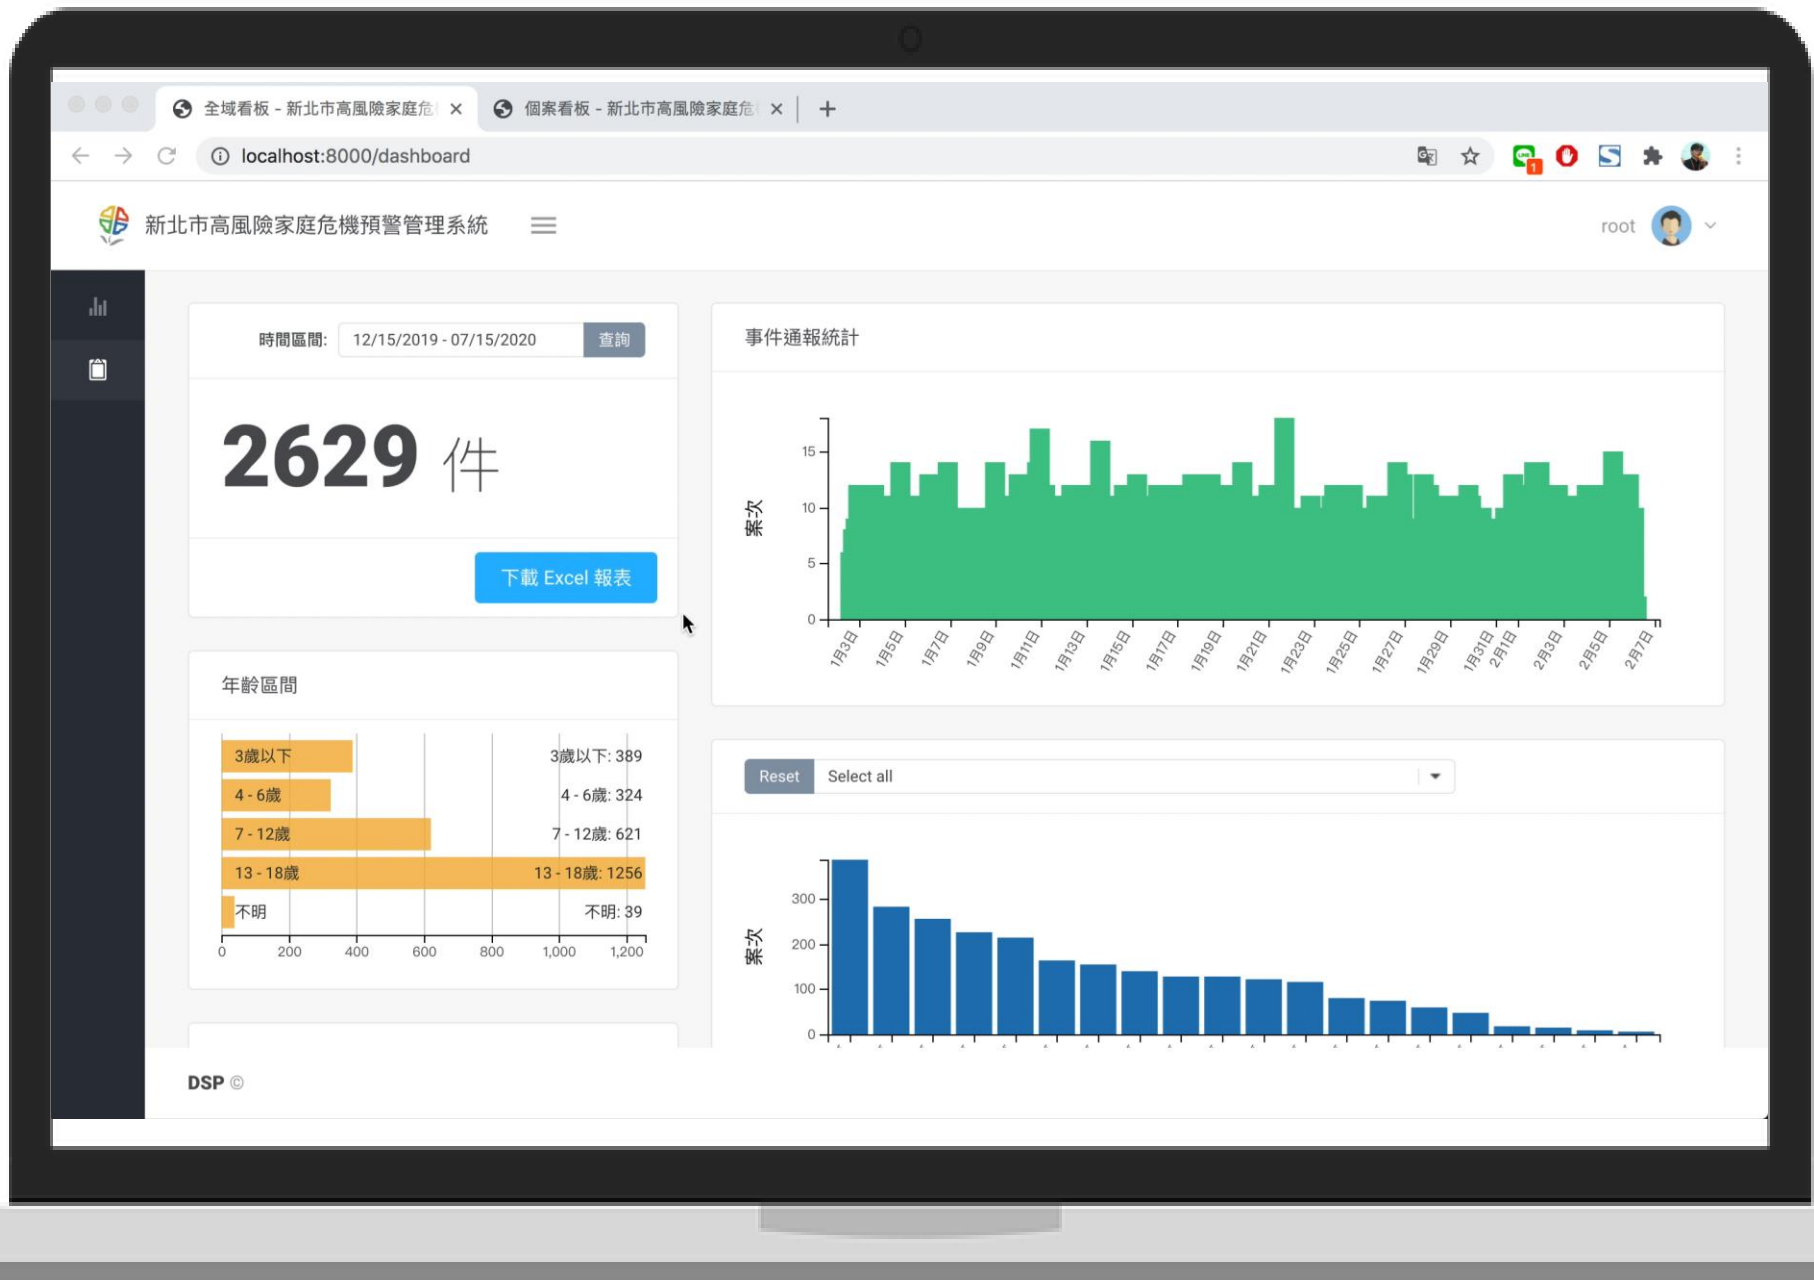 全域看板 - 新北市高風險家庭危
個案看板 - 新北市高風險家庭危
localhost:8000/dashboard
1
新北市高風險家庭危機預警管理系統
root
時間區間:
12/15/2019 - 07/15/2020
查詢
2629 件
下載 Excel 報表
年齡區間
3歲以下
3歲以下: 389
4 - 6歲
4 - 6歲: 324
7 - 12歲
7 - 12歲: 621
13 - 18歲
13 - 18歲: 1256
不明
不明: 39
0 200 400 600 800 1,000 1,200
事件通報統計
案次
15
10
5
0
1月3日 1月5日 1月7日 1月9日 1月11日 1月13日 1月15日 1月17日 1月19日 1月21日 1月23日 1月25日 1月27日 1月29日 1月31日 2月1日 2月3日 2月5日 2月7日
Reset
Select all
案次
300
200
100
0
DSP ©